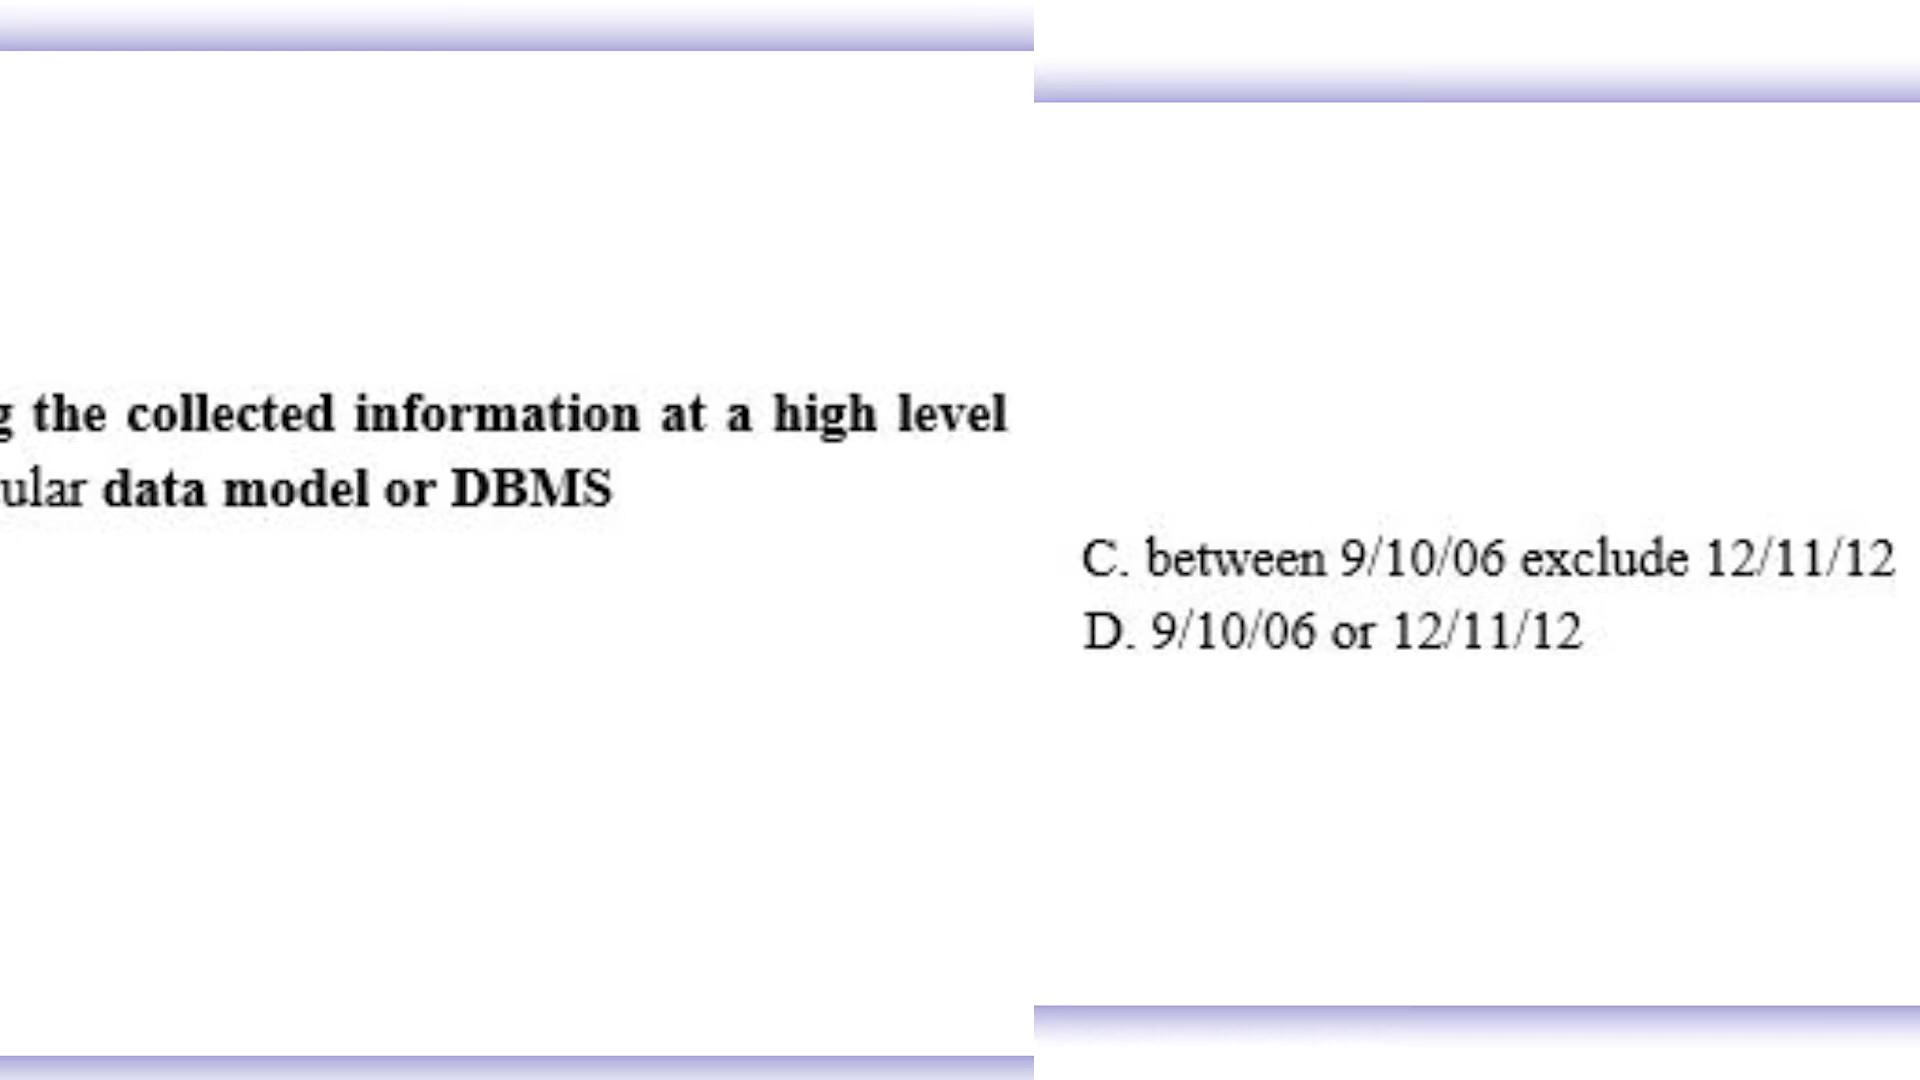 the collected information at a high level
data model or DBMS
C. between 9/10/06 exclude 12/11/12
D. 9/10/06 or 12/11/12